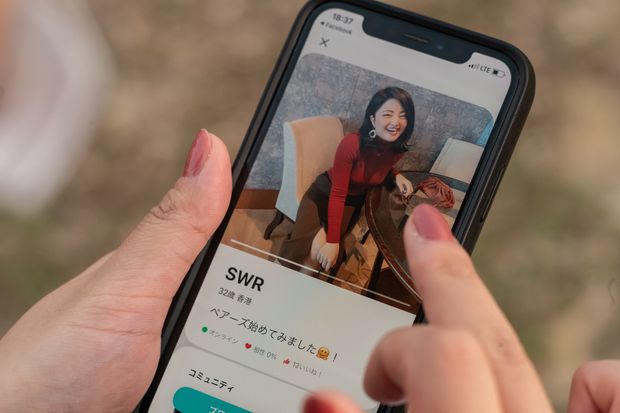 18:37
◀ Facebook
LTE
SWR
32歳 香港
ペアーズ始めてみました😊！
オンライン
相性 0%
12いいね！
コミュニティ